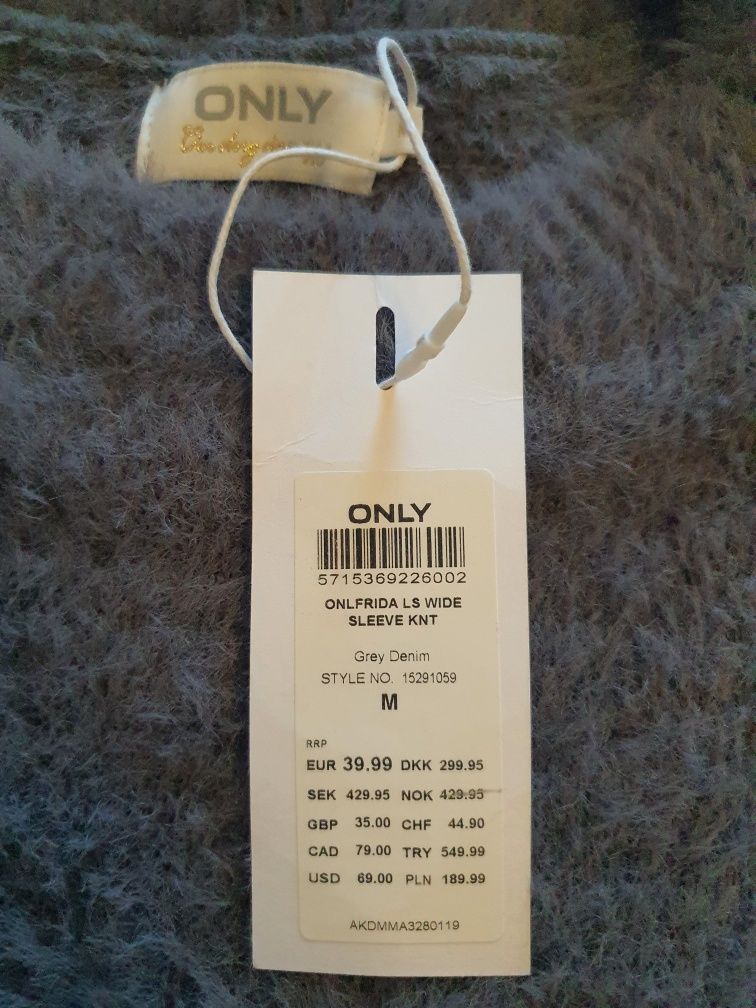 ONLY
ONLY
5715369226002
ONLFRIDA LS WIDE
SLEEVE KNT
Grey Denim
STYLE NO. 15291059
M
RRP
EUR 39.99 DKK 299.95
SEK 429.95 NOK 429.95
GBP 35.00 CHF 44.90
CAD 79.00 TRY 549.99
USD 69.00 PLN 189.99
AKDMMA3280119